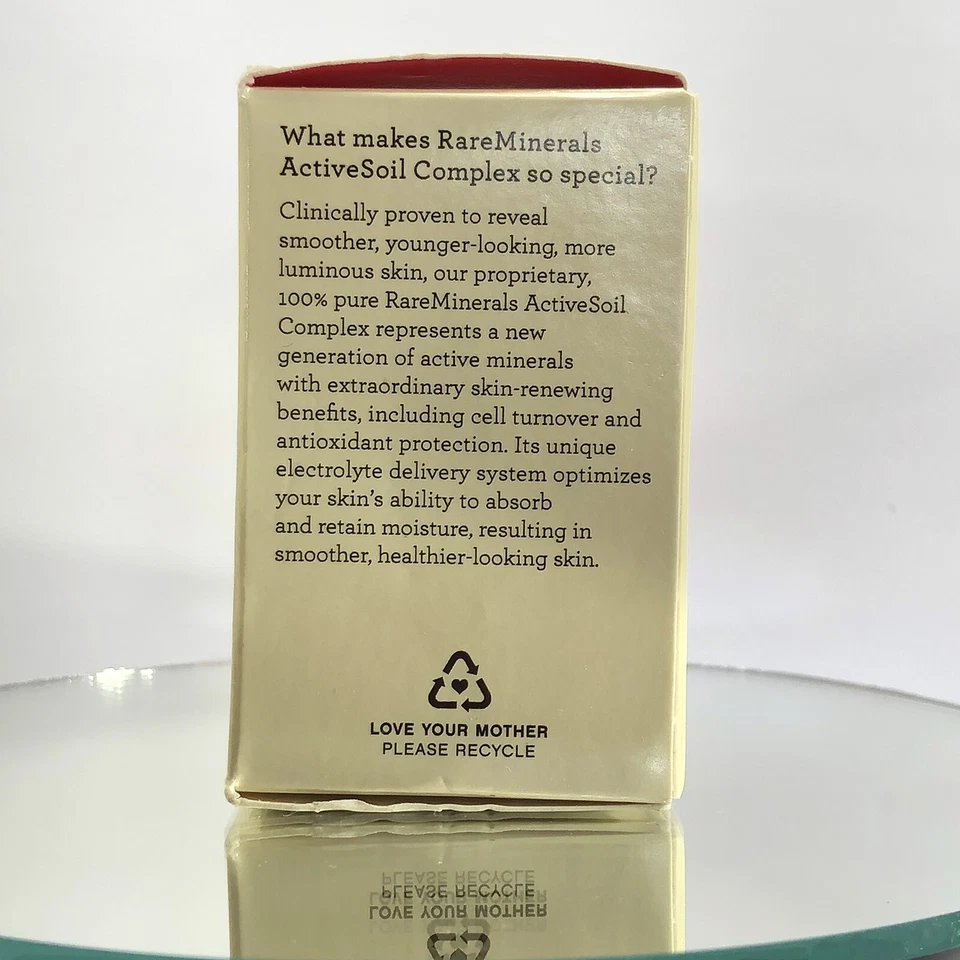 What makes RareMinerals
ActiveSoil Complex so special?
Clinically proven to reveal
smoother, younger-looking, more
luminous skin, our proprietary,
100% pure RareMinerals ActiveSoil
Complex represents a new
generation of active minerals
with extraordinary skin-renewing
benefits, including cell turnover and
antioxidant protection. Its unique
electrolyte delivery system optimizes
your skin's ability to absorb
and retain moisture, resulting in
smoother, healthier-looking skin.
LOVE YOUR MOTHER
PLEASE RECYCLE